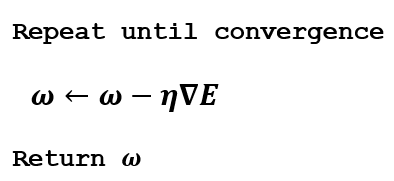 Repeat until convergence
ω ← ω − η∇E
Return ω